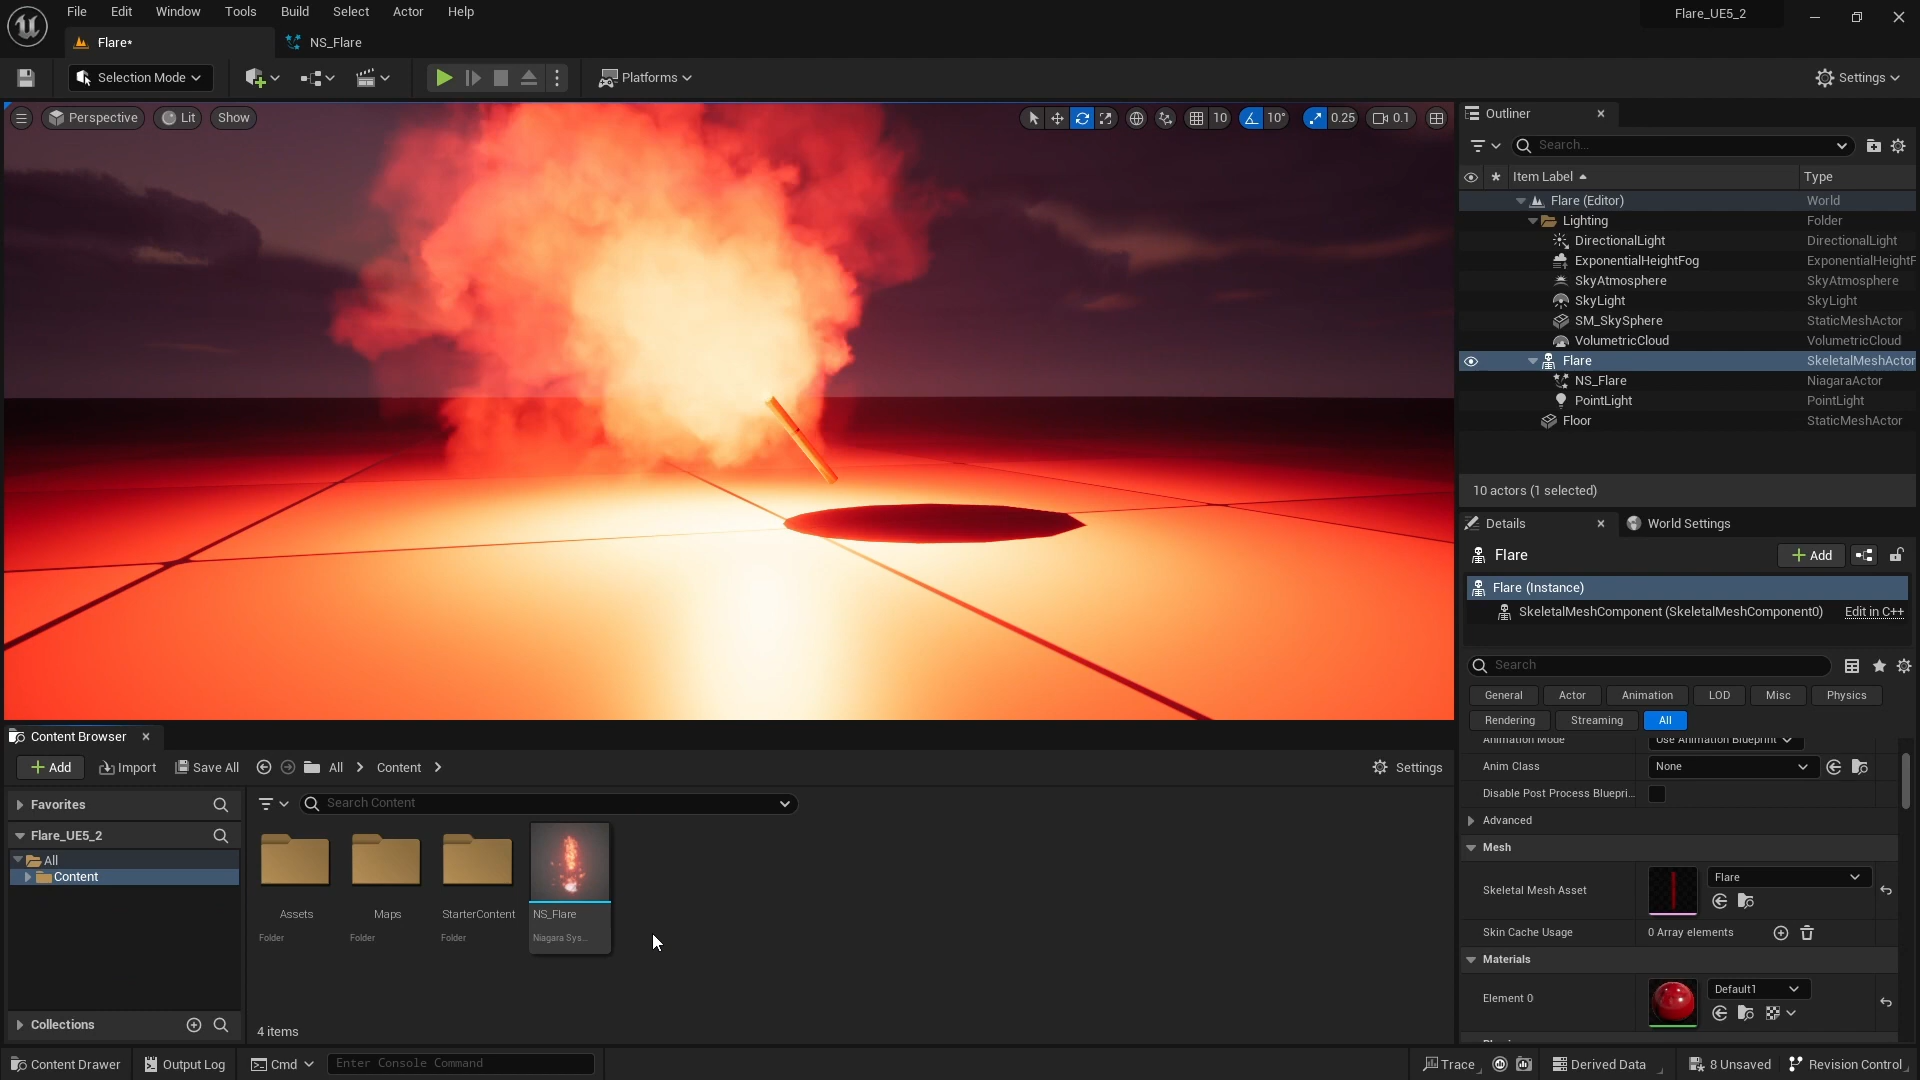 File Edit Window Tools Build Select Actor Help
Flare_UE5_2
Flare*
NS_Flare
Selection Mode
Platforms
Settings
Perspective
Lit
Show
10
10°
0.25
0.1
Outliner
Search...
Item Label
Type
Flare (Editor) World
Lighting Folder
DirectionalLight DirectionalLight
ExponentialHeightFog ExponentialHeightF
SkyAtmosphere SkyAtmosphere
SkyLight SkyLight
SM_SkySphere StaticMeshActor
VolumetricCloud VolumetricCloud
Flare SkeletalMeshActor
NS_Flare NiagaraActor
PointLight PointLight
Floor StaticMeshActor
10 actors (1 selected)
Details
World Settings
Flare
Add
Flare (Instance)
SkeletalMeshComponent (SkeletalMeshComponent0) Edit in C++
Search
General Actor Animation LOD Misc Physics
Rendering Streaming All
Animation Mode Use Animation Blueprint
Anim Class None
Disable Post Process Bluepri...
Advanced
Mesh
Skeletal Mesh Asset Flare
Skin Cache Usage 0 Array elements
Materials
Element 0 Default1
Content Browser
Add Import Save All All Content Settings
Favorites
Search Content
Flare_UE5_2
All
Content
Collections
Assets
Folder
Maps
Folder
StarterContent
Folder
NS_Flare
Niagara Sys...
4 items
Content Drawer Output Log Cmd Enter Console Command Trace Derived Data 8 Unsaved Revision Control